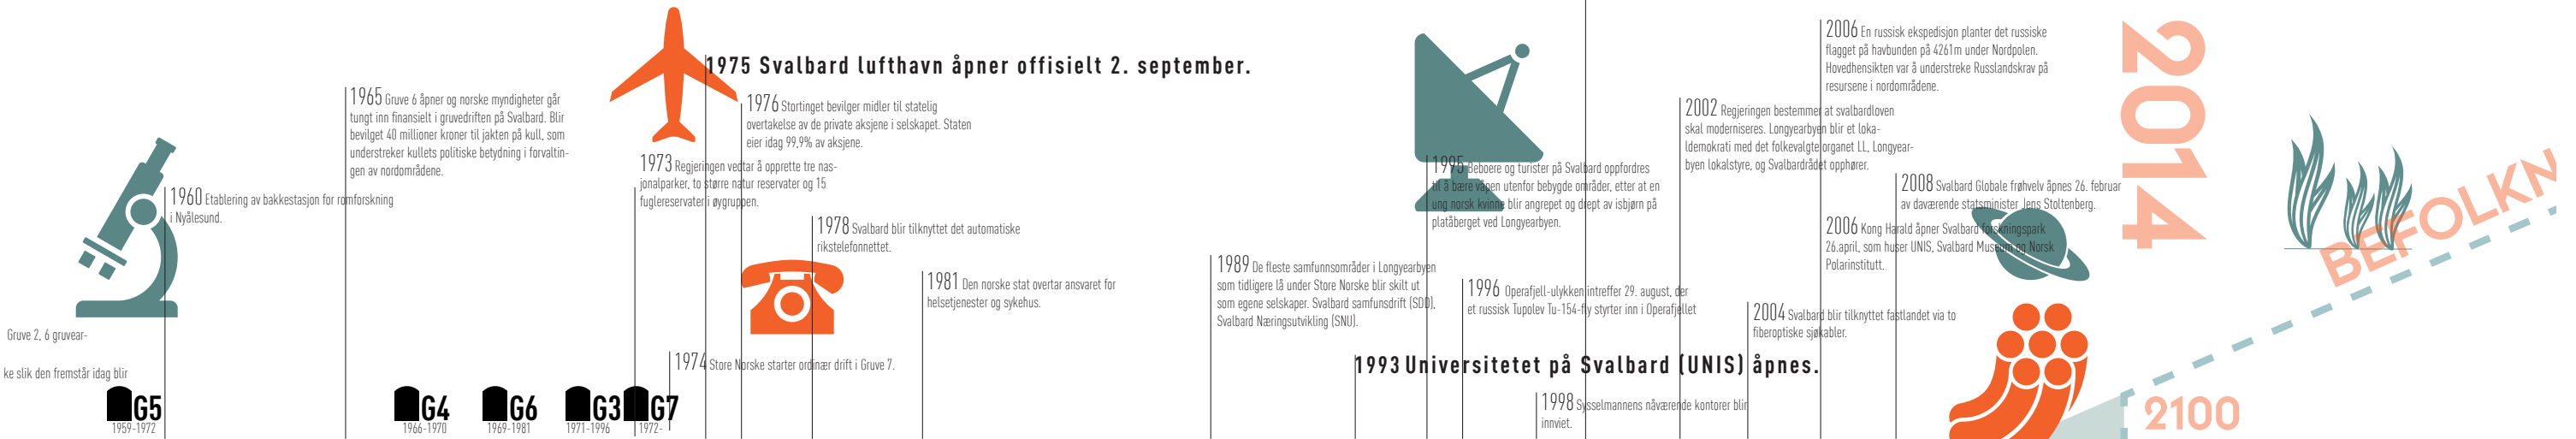 Gruve 2, 6 gruvear-
ke slik den fremstår idag blir
G5
1959-1972
1960 Etablering av bakkestasjon for romforskning
i Nyålesund.
1965 Gruve 6 åpner og norske myndigheter går
tungt inn finansielt i gruvedriften på Svalbard. Blir
bevilget 40 millioner kroner til jakten på kull, som
understreker kullets politiske betydning i forvaltin-
gen av nordområdene.
G4
1966-1970
G6
1969-1981
G3
1971-1996
G7
1972-
1973 Regjeringen vedtar å opprette tre nas-
jonalparker, to større natur reservater og 15
fuglereservater i øygruppen.
1974 Store Norske starter ordinær drift i Gruve 7.
1975 Svalbard lufthavn åpner offisielt 2. september.
1976 Stortinget bevilger midler til statelig
overtakelse av de private aksjene i selskapet. Staten
eier idag 99,9% av aksjene.
1978 Svalbard blir tilknyttet det automatiske
rikstelefonnettet.
1981 Den norske stat overtar ansvaret for
helsetjenester og sykehus.
1989 De fleste samfunnsområder i Longyearbyen
som tidligere lå under Store Norske blir skilt ut
som egene selskaper. Svalbard samfunsdrift (SDD),
Svalbard Næringsutvikling (SNU).
1993 Universitetet på Svalbard (UNIS) åpnes.
1995 Beboere og turister på Svalbard oppfordres
til å bære våpen utenfor bebygde områder, etter at en
ung norsk kvinne blir angrepet og drept av isbjørn på
platåberget ved Longyearbyen.
1996 Operafjell-ulykken intreffer 29. august, der
et russisk Tupolev Tu-154-fly styrter inn i Operafjellet
1998 Sysselmannens nåværende kontorer blir
innviet.
2002 Regjeringen bestemmer at svalbardloven
skal moderniseres. Longyearbyen blir et loka-
ldemokrati med det folkevalgte organet LL, Longyear-
byen lokalstyre, og Svalbardrådet opphører.
2004 Svalbard blir tilknyttet fastlandet via to
fiberoptiske sjøkabler.
2006 En russisk ekspedisjon planter det russiske
flagget på havbunden på 4261m under Nordpolen.
Hovedhensikten var å understreke Russlandskrav på
resursene i nordområdene.
2006 Kong Harald åpner Svalbard forskningspark
26.april, som huser UNIS, Svalbard Museum og Norsk
Polarinstitutt.
2008 Svalbard Globale frøhvelv åpnes 26. februar
av daværende statsminister Jens Stoltenberg.
2014
2100
BEFOLKN